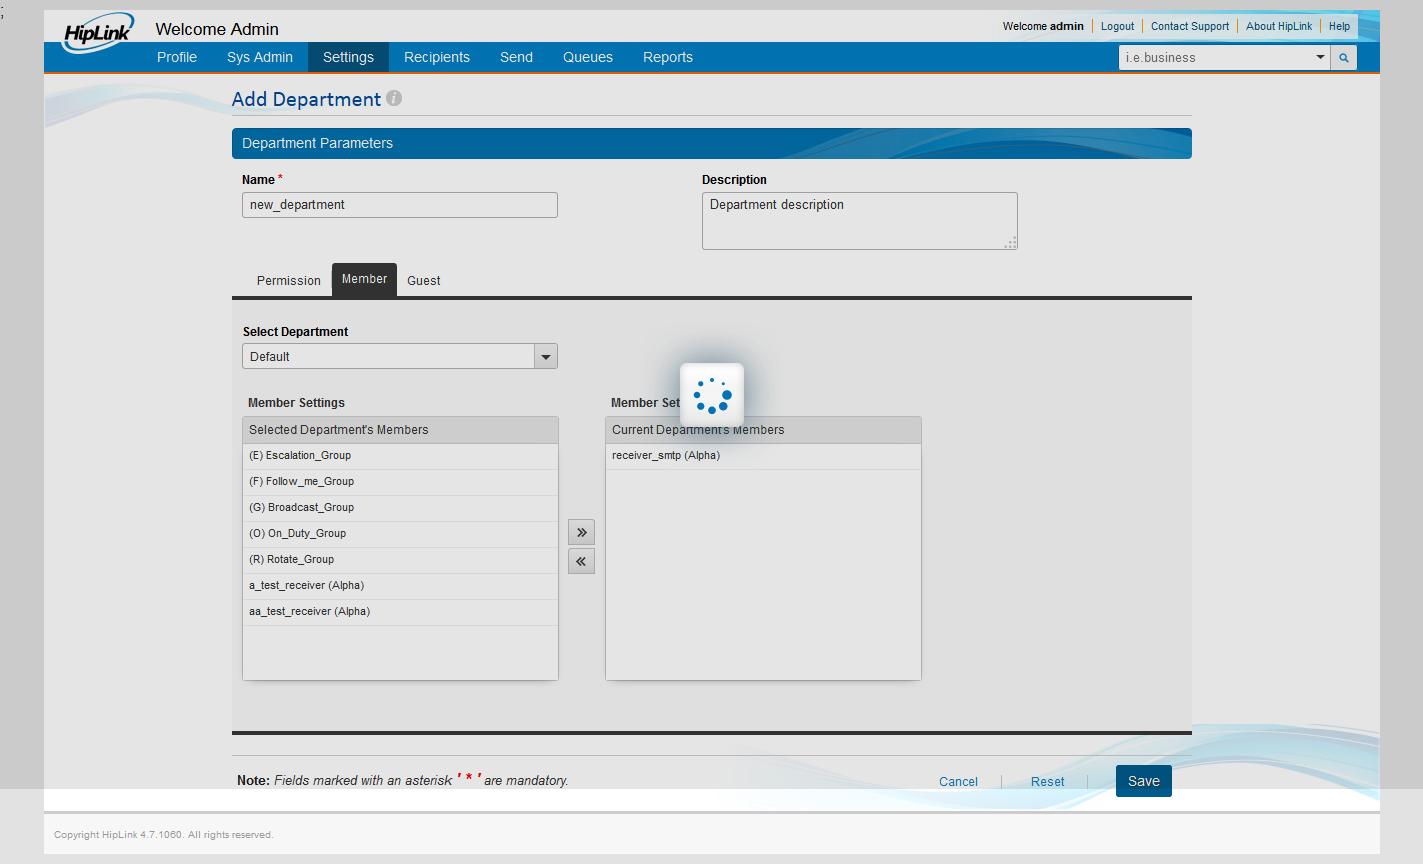 ;
HipLink
Welcome Admin
Welcome admin Logout Contact Support About HipLink Help
Profile Sys Admin Settings Recipients Send Queues Reports
i.e.business
Add Department i
Department Parameters
Name * Description
new_department Department description
Permission Member Guest
Select Department
Default
Member Settings Member Set
Selected Department's Members Current Department's Members
(E) Escalation_Group receiver_smtp (Alpha)
(F) Follow_me_Group
(G) Broadcast_Group
(O) On_Duty_Group
(R) Rotate_Group
a_test_receiver (Alpha)
aa_test_receiver (Alpha)
Note: Fields marked with an asterisk ' * ' are mandatory.
Cancel Reset Save
Copyright HipLink 4.7.1060. All rights reserved.